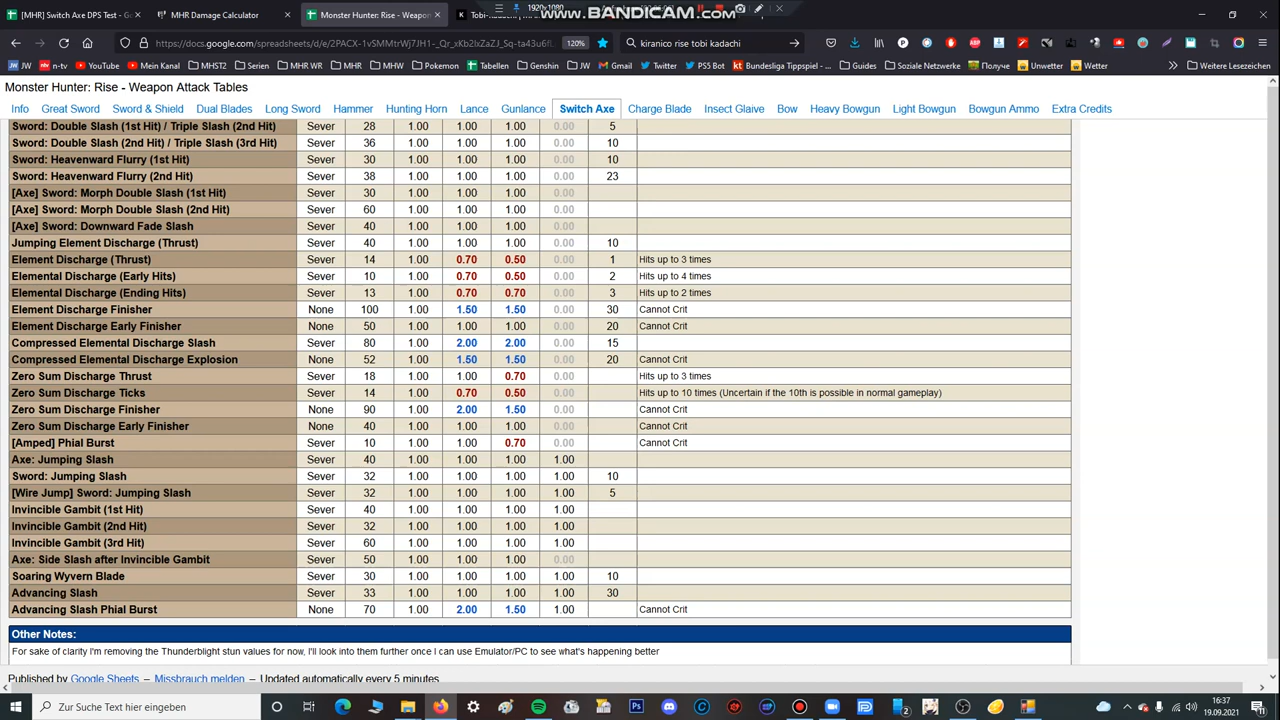 [MHR] Switch Axe DPS Test - G
MHR Damage Calculator
Monster Hunter: Rise - Weapon
1920x1080
www.BANDICAM.com
https://docs.google.com/spreadsheets/d/e/2PACX-1vSMMtrWj7JH1-_Qr_xKb2lxZaZJ_Sq-ta43u6f
120%
kiranico rise tobi kadachi
JW
n-tv
YouTube
Mein Kanal
MHST2
Serien
MHR WR
MHR
MHW
Pokemon
Tabellen
Genshin
JW
Gmail
Twitter
PS5 Bot
Bundesliga Tippspiel -...
Guides
Soziale Netzwerke
Получе
Unwetter
Wetter
Weitere Lesezeichen
Monster Hunter: Rise - Weapon Attack Tables
Info Great Sword Sword & Shield Dual Blades Long Sword Hammer Hunting Horn Lance Gunlance Switch Axe Charge Blade Insect Glaive Bow Heavy Bowgun Light Bowgun Bowgun Ammo Extra Credits
Sword: Double Slash (1st Hit) / Triple Slash (2nd Hit) Sever 28 1.00 1.00 1.00 0.00 5
Sword: Double Slash (2nd Hit) / Triple Slash (3rd Hit) Sever 36 1.00 1.00 1.00 0.00 10
Sword: Heavenward Flurry (1st Hit) Sever 30 1.00 1.00 1.00 0.00 10
Sword: Heavenward Flurry (2nd Hit) Sever 38 1.00 1.00 1.00 0.00 23
[Axe] Sword: Morph Double Slash (1st Hit) Sever 30 1.00 1.00 1.00 0.00
[Axe] Sword: Morph Double Slash (2nd Hit) Sever 60 1.00 1.00 1.00 0.00
[Axe] Sword: Downward Fade Slash Sever 40 1.00 1.00 1.00 0.00
Jumping Element Discharge (Thrust) Sever 40 1.00 1.00 1.00 0.00 10
Element Discharge (Thrust) Sever 14 1.00 0.70 0.50 0.00 1 Hits up to 3 times
Elemental Discharge (Early Hits) Sever 10 1.00 0.70 0.50 0.00 2 Hits up to 4 times
Elemental Discharge (Ending Hits) Sever 13 1.00 0.70 0.70 0.00 3 Hits up to 2 times
Element Discharge Finisher None 100 1.00 1.50 1.50 0.00 30 Cannot Crit
Element Discharge Early Finisher None 50 1.00 1.00 1.00 0.00 20 Cannot Crit
Compressed Elemental Discharge Slash Sever 80 1.00 2.00 2.00 0.00 15
Compressed Elemental Discharge Explosion None 52 1.00 1.50 1.50 0.00 20 Cannot Crit
Zero Sum Discharge Thrust Sever 18 1.00 1.00 0.70 0.00 Hits up to 3 times
Zero Sum Discharge Ticks Sever 14 1.00 0.70 0.50 0.00 Hits up to 10 times (Uncertain if the 10th is possible in normal gameplay)
Zero Sum Discharge Finisher None 90 1.00 2.00 1.50 0.00 Cannot Crit
Zero Sum Discharge Early Finisher None 40 1.00 1.00 1.00 0.00 Cannot Crit
[Amped] Phial Burst Sever 10 1.00 1.00 0.70 0.00 Cannot Crit
Axe: Jumping Slash Sever 40 1.00 1.00 1.00 1.00
Sword: Jumping Slash Sever 32 1.00 1.00 1.00 1.00 10
[Wire Jump] Sword: Jumping Slash Sever 32 1.00 1.00 1.00 1.00 5
Invincible Gambit (1st Hit) Sever 40 1.00 1.00 1.00 1.00
Invincible Gambit (2nd Hit) Sever 32 1.00 1.00 1.00 1.00
Invincible Gambit (3rd Hit) Sever 60 1.00 1.00 1.00 1.00
Axe: Side Slash after Invincible Gambit Sever 50 1.00 1.00 1.00 0.00
Soaring Wyvern Blade Sever 30 1.00 1.00 1.00 1.00 10
Advancing Slash Sever 33 1.00 1.00 1.00 1.00 30
Advancing Slash Phial Burst None 70 1.00 2.00 1.50 1.00 Cannot Crit
Other Notes:
For sake of clarity I'm removing the Thunderblight stun values for now, I'll look into them further once I can use Emulator/PC to see what's happening better
Published by Google Sheets – Missbrauch melden – Updated automatically every 5 minutes
Zur Suche Text hier eingeben
16:37
19.09.2021